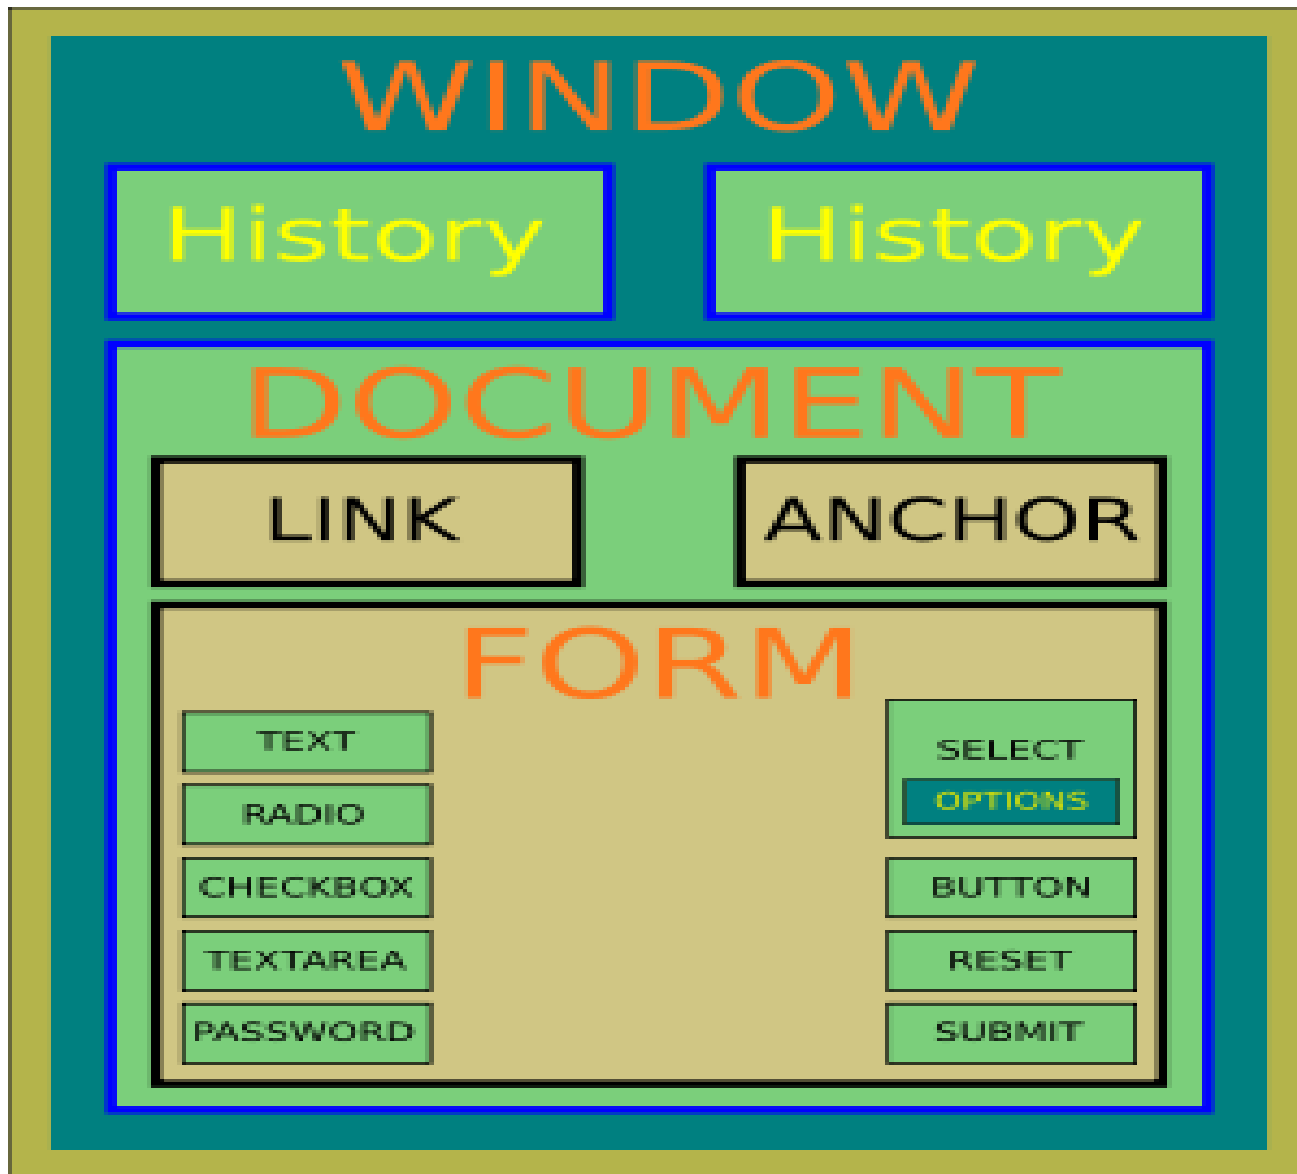 WINDOW
History History
DOCUMENT
LINK ANCHOR
FORM
TEXT
RADIO
CHECKBOX
TEXTAREA
PASSWORD
SELECT
OPTIONS
BUTTON
RESET
SUBMIT